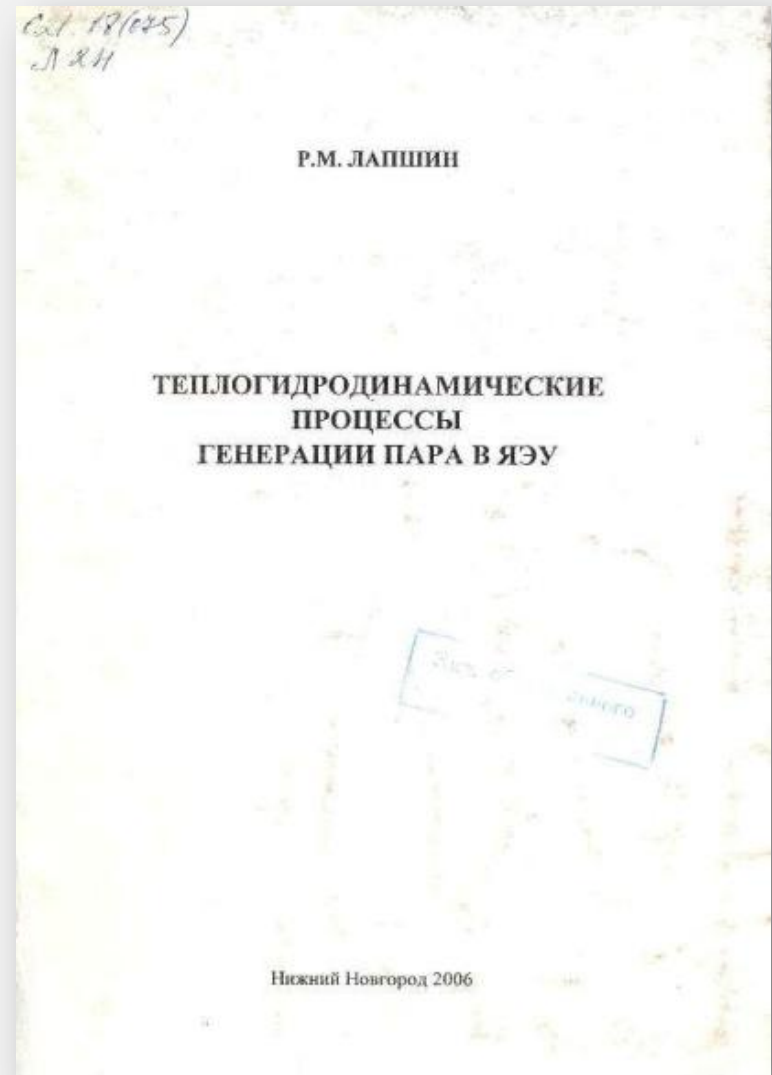 Р.М. ЛАПШИН
ТЕПЛОГИДРОДИНАМИЧЕСКИЕ
ПРОЦЕССЫ
ГЕНЕРАЦИИ ПАРА В ЯЭУ
Нижний Новгород 2006